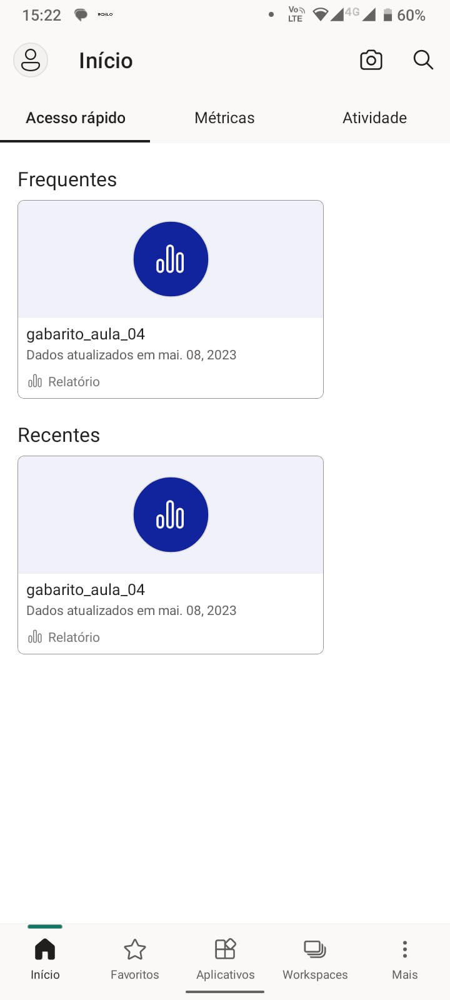 15:22 RCHLO Vo LTE 4G 60%
Início
Acesso rápido Métricas Atividade
Frequentes
gabarito_aula_04
Dados atualizados em mai. 08, 2023
Relatório
Recentes
gabarito_aula_04
Dados atualizados em mai. 08, 2023
Relatório
Início Favoritos Aplicativos Workspaces Mais